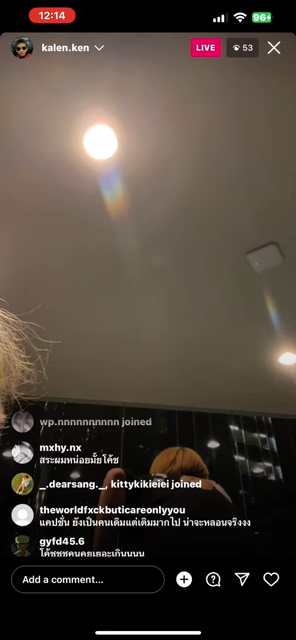 12:14
96
kalen.ken
LIVE
53
wp.nnnnnnnnnn joined
mxhy.nx
สระผมหน่อยมั้ยโค้ช
_.dearsang._, kittykikieiei joined
theworldfxckbuticareonlyyou
แคปชั่น ยังเป็นคนเดิมแต่เติมมากไป น่าจะหลอนจริงงง
gyfd45.6
Add a comment...